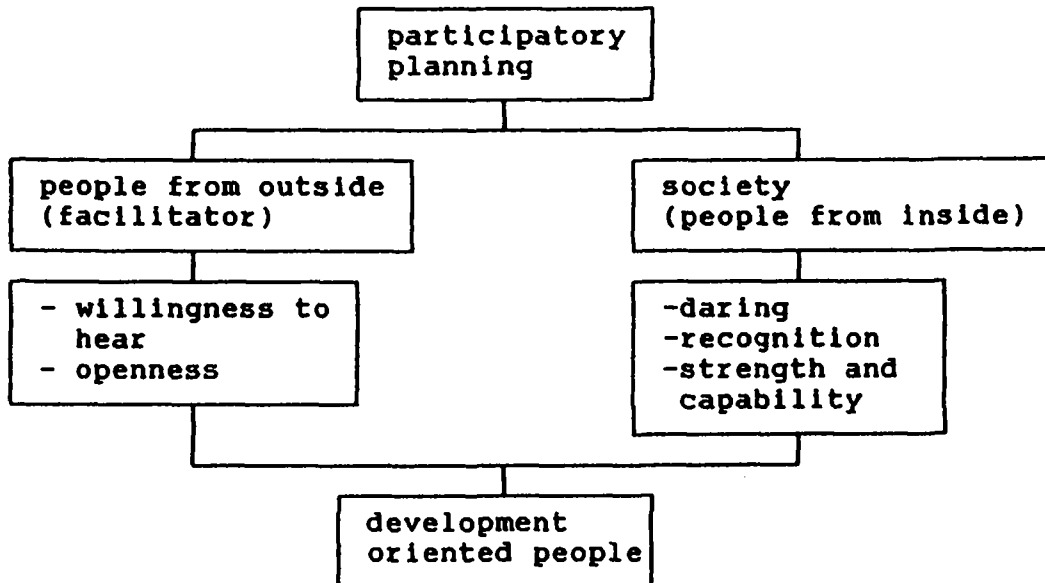 participatory
planning
people from outside
(facilitator)
society
(people from inside)
- willingness to
hear
- openness
-daring
-recognition
-strength and
capability
development
oriented people